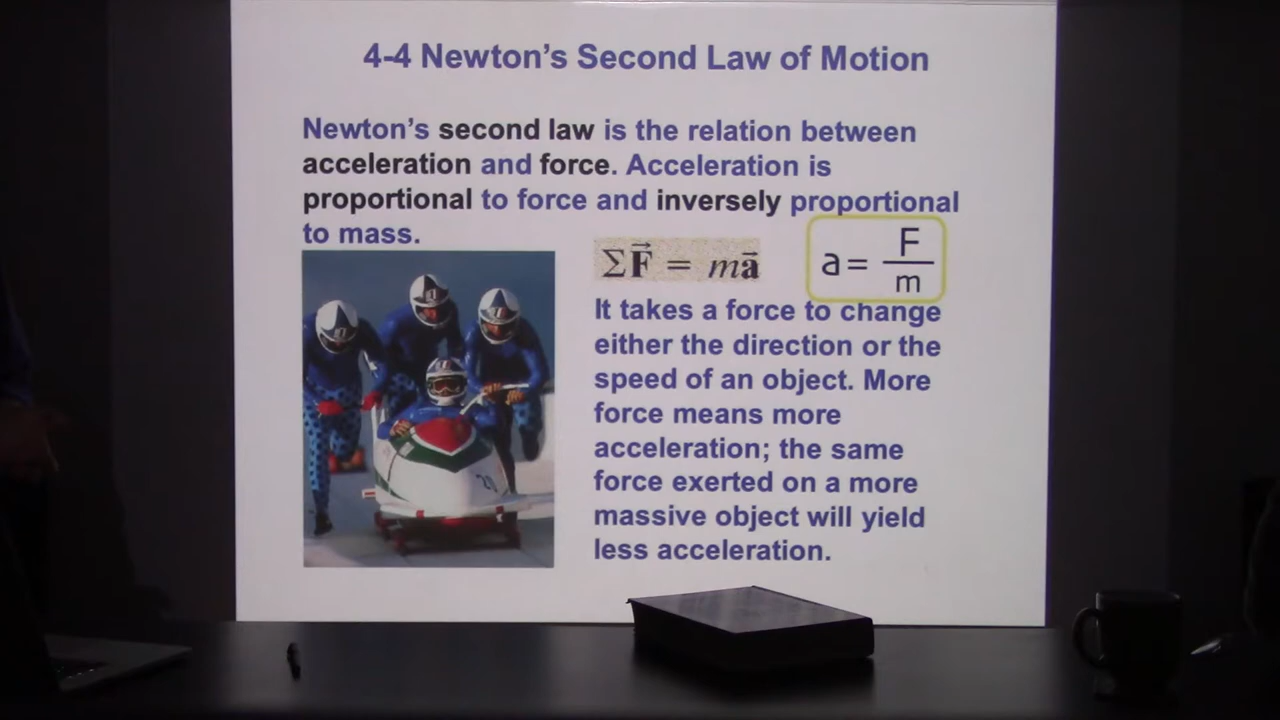 4-4 Newton's Second Law of Motion
Newton's second law is the relation between
acceleration and force. Acceleration is
proportional to force and inversely proportional
to mass.
ΣF⃗ = ma⃗
a = F/m
It takes a force to change
either the direction or the
speed of an object. More
force means more
acceleration; the same
force exerted on a more
massive object will yield
less acceleration.